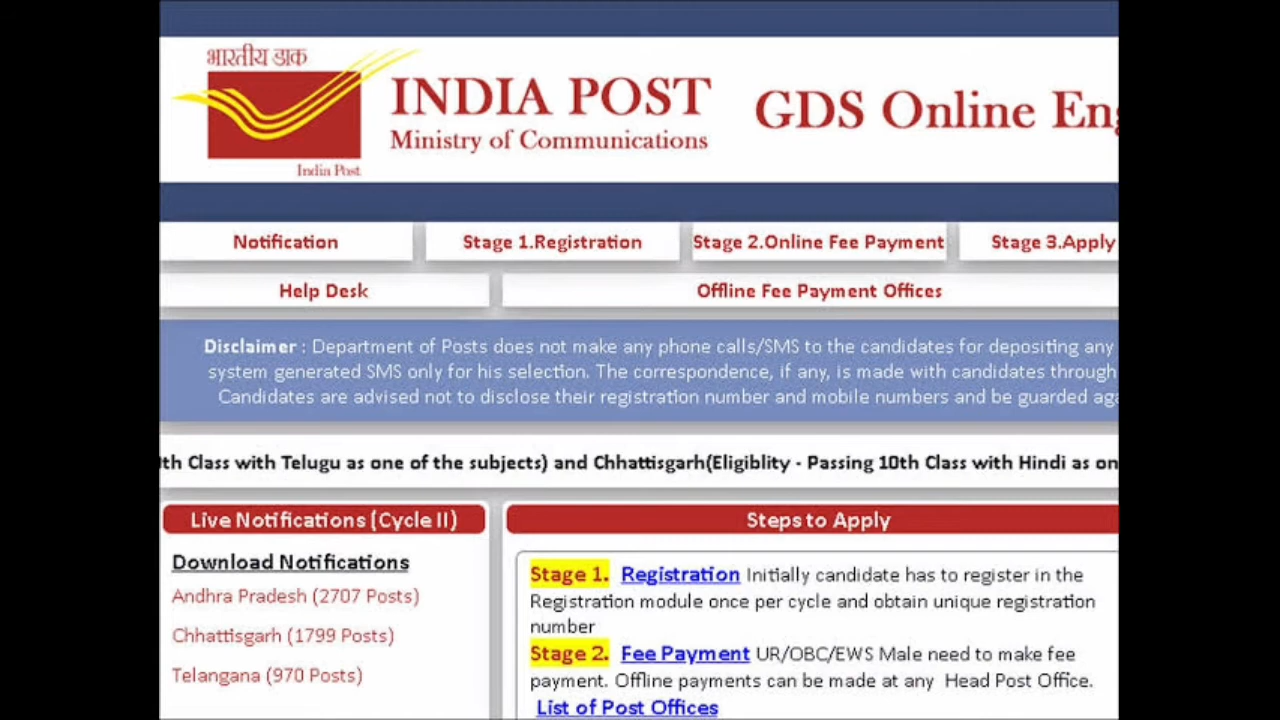 भारतीय डाक
India Post
INDIA POST
Ministry of Communications
GDS Online
Notification
Stage 1.Registration
Stage 2.Online Fee Payment
Stage 3.Apply
Help Desk
Offline Fee Payment Offices
Disclaimer : Department of Posts does not make any phone calls/SMS to the candidates for depositing any
system generated SMS only for his selection. The correspondence, if any, is made with candidates through
Candidates are advised not to disclose their registration number and mobile numbers and be guarded
Class with Telugu as one of the subjects) and Chhattisgarh(Eligiblity - Passing 10th Class with Hindi as
Live Notifications (Cycle II)
Download Notifications
Andhra Pradesh (2707 Posts)
Chhattisgarh (1799 Posts)
Telangana (970 Posts)
Steps to Apply
Stage 1. Registration Initially candidate has to register in the
Registration module once per cycle and obtain unique registration
number
Stage 2. Fee Payment UR/OBC/EWS Male need to make fee
payment. Offline payments can be made at any Head Post Office.
List of Post Offices